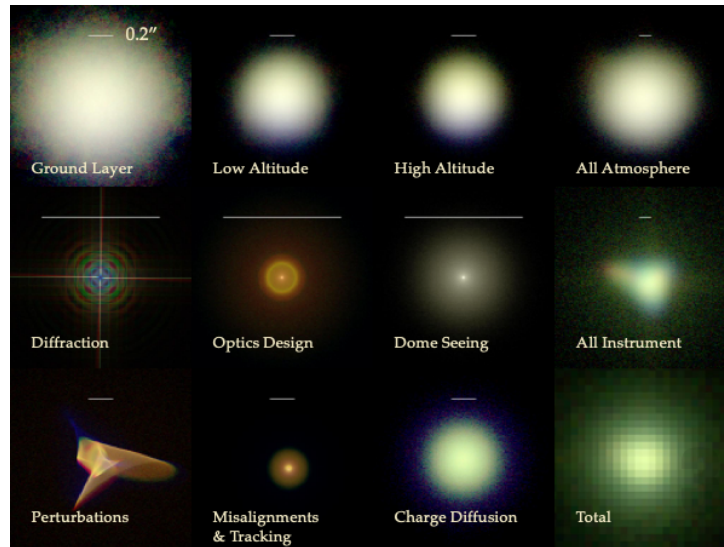 0.2″
Ground Layer
Low Altitude
High Altitude
All Atmosphere
Diffraction
Optics Design
Dome Seeing
All Instrument
Perturbations
Misalignments
& Tracking
Charge Diffusion
Total